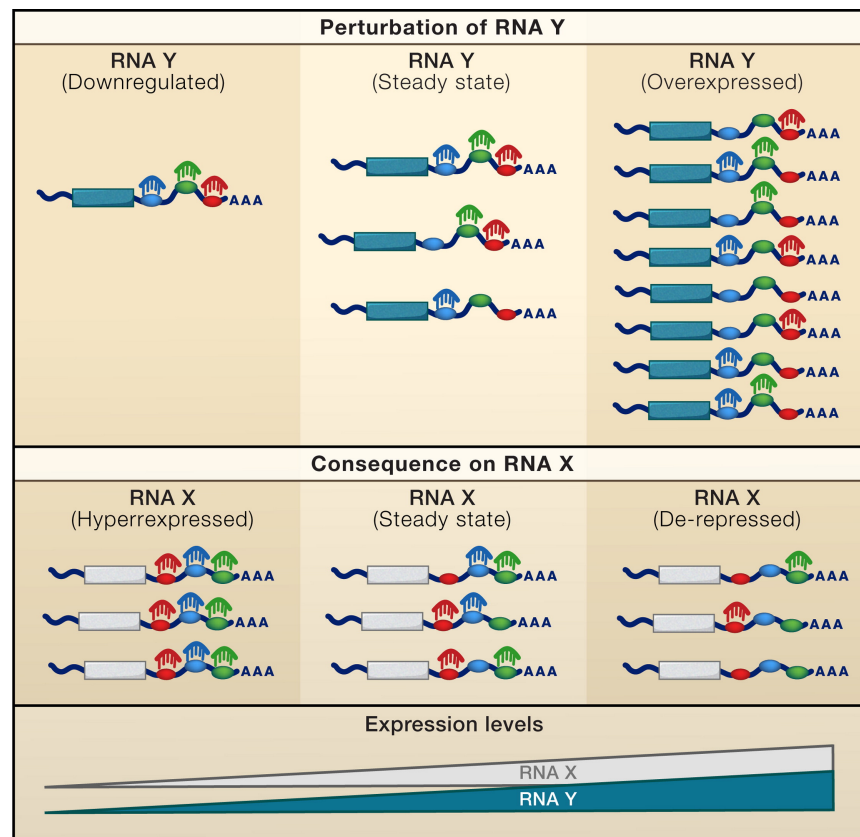 Perturbation of RNA Y
RNA Y
(Downregulated)
RNA Y
(Steady state)
RNA Y
(Overexpressed)
AAA
AAA
AAA
AAA
AAA
AAA
AAA
AAA
AAA
AAA
AAA
AAA
Consequence on RNA X
RNA X
(Hyperrexpressed)
RNA X
(Steady state)
RNA X
(De-repressed)
AAA
AAA
AAA
AAA
AAA
AAA
AAA
AAA
AAA
Expression levels
RNA X
RNA Y